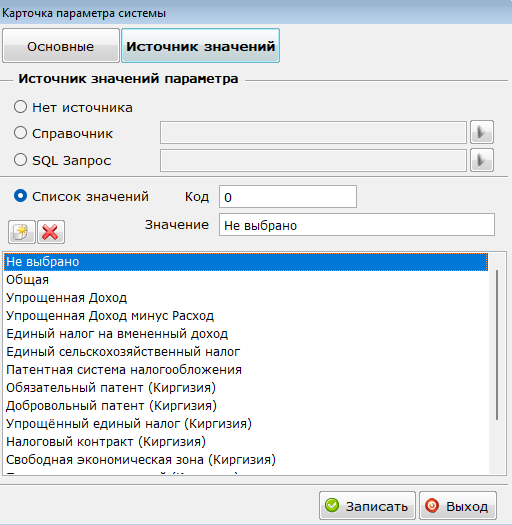 Карточка параметра системы
Основные
Источник значений
Источник значений параметра
Нет источника
Справочник
SQL Запрос
Список значений
Код
0
Значение
Не выбрано
Не выбрано
Общая
Упрощенная Доход
Упрощенная Доход минус Расход
Единый налог на вмененный доход
Единый сельскохозяйственный налог
Патентная система налогообложения
Обязательный патент (Киргизия)
Добровольный патент (Киргизия)
Упрощённый единый налог (Киргизия)
Налоговый контракт (Киргизия)
Свободная экономическая зона (Киргизия)
Записать
Выход